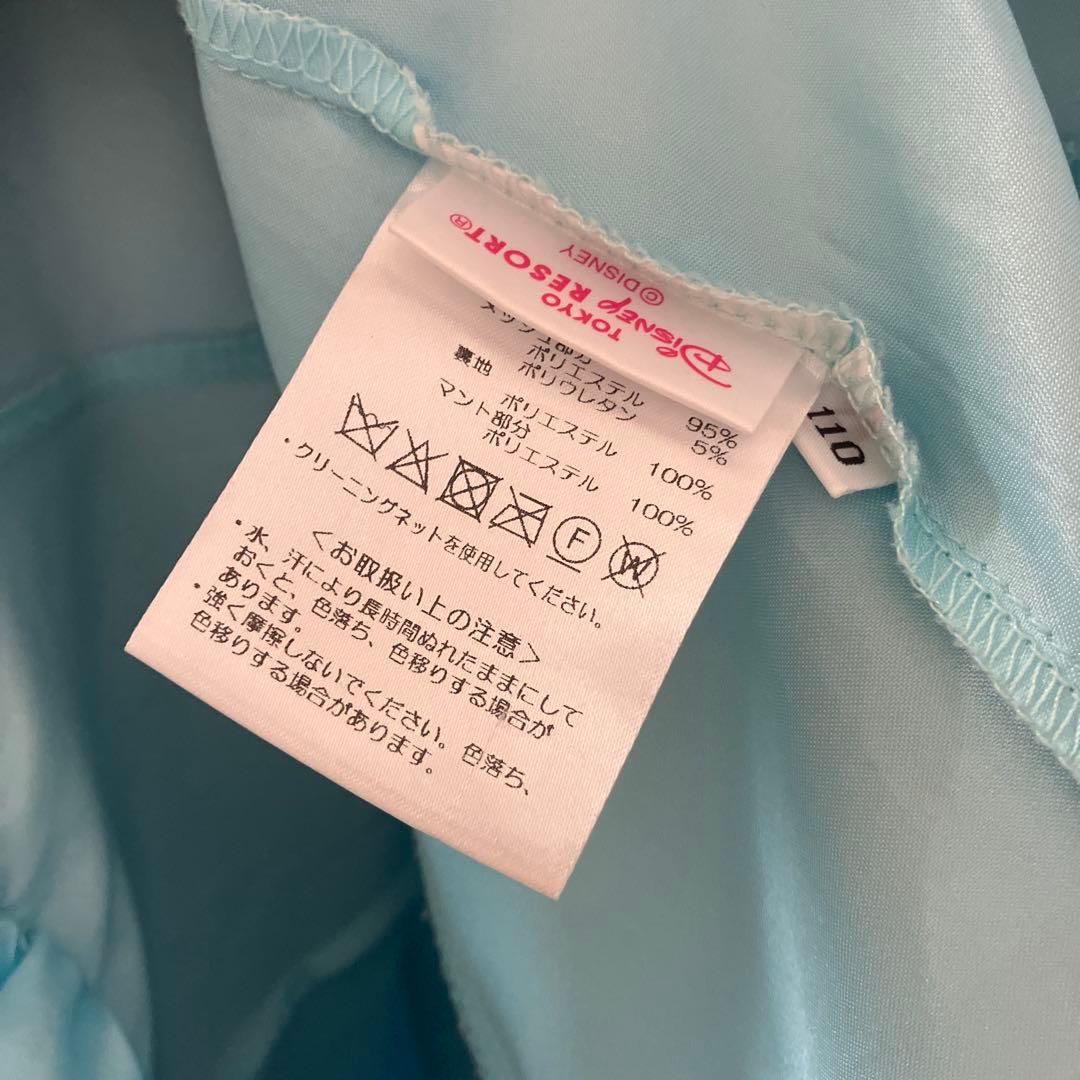 TOKYO
Disney RESORT®
©DISNEY
110
メッシュ部分
ポリエステル 95%
ポリウレタン 5%
裏地
ポリエステル 100%
マント部分
ポリエステル 100%
F
W
・クリーニングネットを使用してください。
<お取扱い上の注意>
・水、汗により長時間ぬれたままにして
おくと、色落ち、色移りする場合が
あります。
・強く摩擦しないでください。色落ち、
色移りする場合があります。